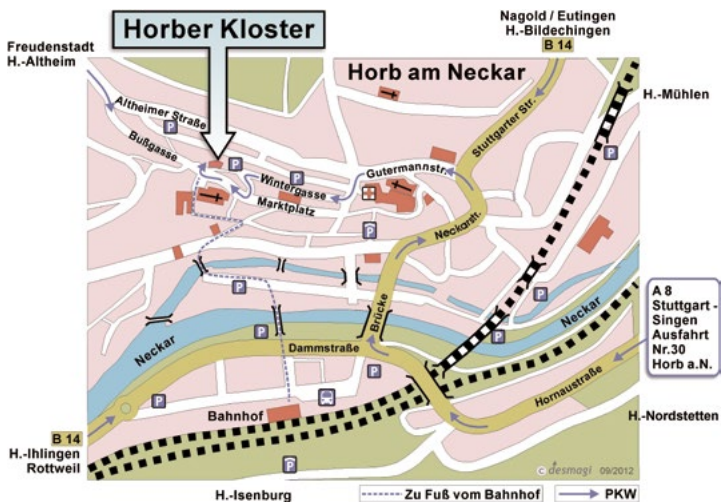 Horber Kloster
Nagold / Eutingen
H.-Bildechingen
B 14
Freudenstadt
H.-Altheim
Horb am Neckar
H.-Mühlen
Altheimer Straße
P
Bußgasse
P
P
Stuttgarter Str.
P
Gutermannstr.
Wintergasse
Marktplatz
Neckarstr.
P
P
P
A 8
Stuttgart -
Singen
Ausfahrt
Nr.30
Horb a.N.
Brücke
Neckar
Neckar
P
P
Dammstraße
P
Hornaustraße
P
Bahnhof
H.-Nordstetten
B 14
H.-Ihlingen
Rottweil
P
c desmagi 09/2012
H.-Isenburg
Zu Fuß vom Bahnhof
PKW